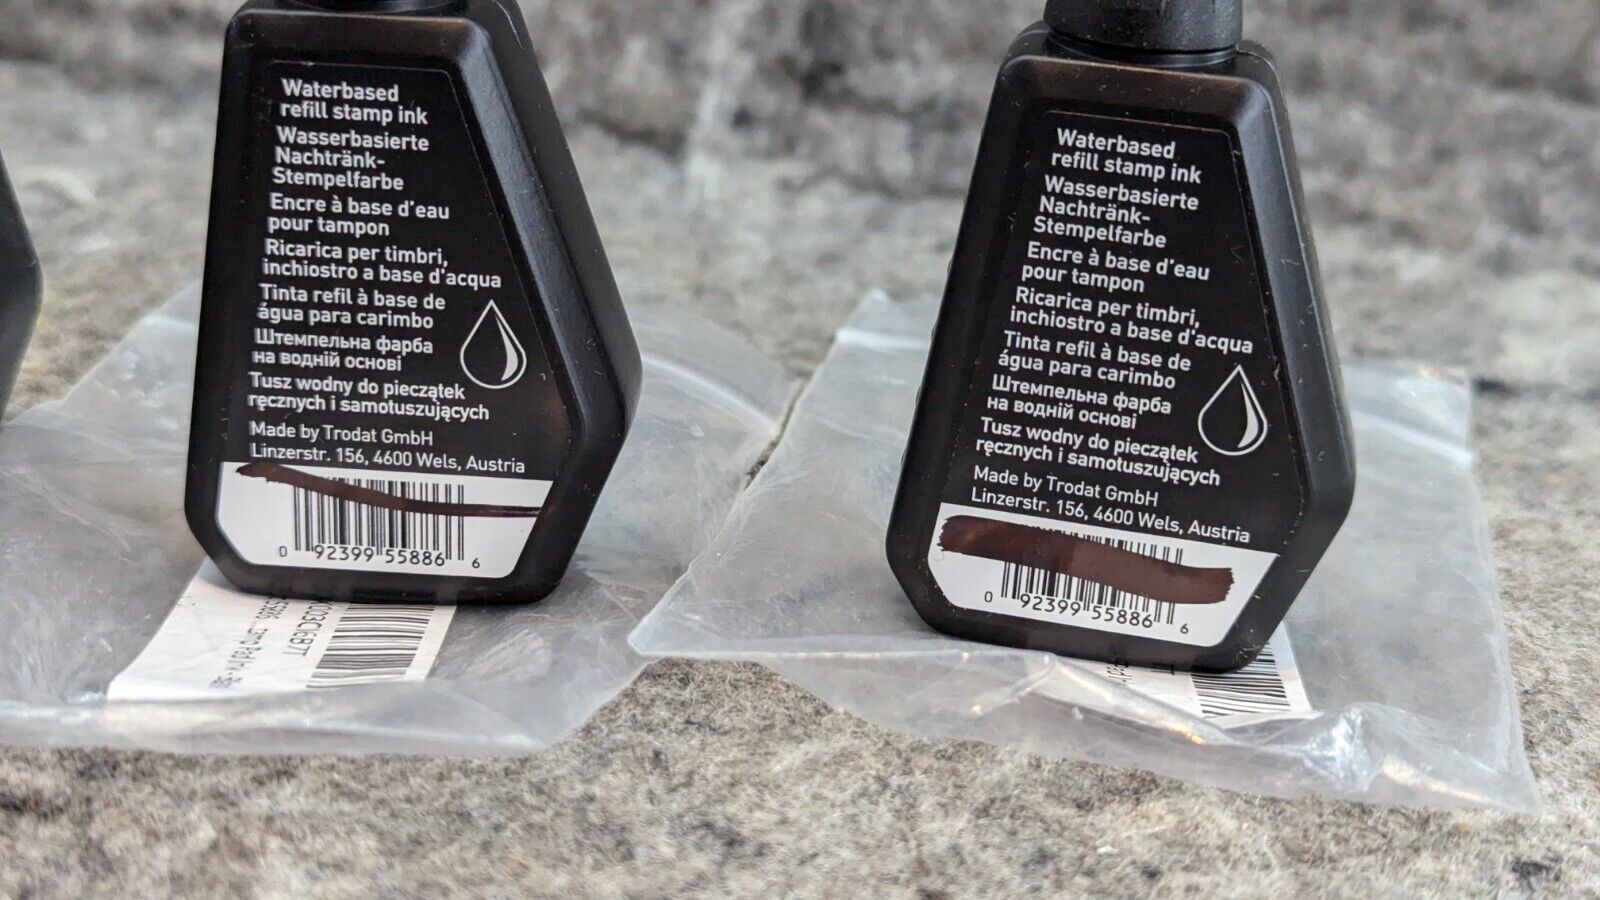 Waterbased
refill stamp ink
Wasserbasierte
Nachtränk-
Stempelfarbe
Encre à base d'eau
pour tampon
Ricarica per timbri,
inchiostro a base d'acqua
Tinta refil à base de
água para carimbo
Штемпельна фарба
на водній основі
Tusz wodny do pieczątek
ręcznych i samotuszujących
Made by Trodat GmbH
Linzerstr. 156, 4600 Wels, Austria
0 92399 55886 6
Waterbased
refill stamp ink
Wasserbasierte
Nachtränk-
Stempelfarbe
Encre à base d'eau
pour tampon
Ricarica per timbri,
inchiostro a base d'acqua
Tinta refil à base de
água para carimbo
Штемпельна фарба
на водній основі
Tusz wodny do pieczątek
ręcznych i samotuszujących
Made by Trodat GmbH
Linzerstr. 156, 4600 Wels, Austria
0 92399 55886 6